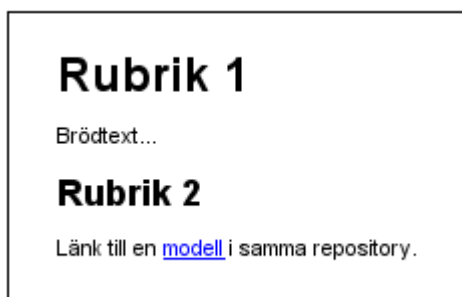 Rubrik 1
Brödtext...
Rubrik 2
Länk till en modell i samma repository.